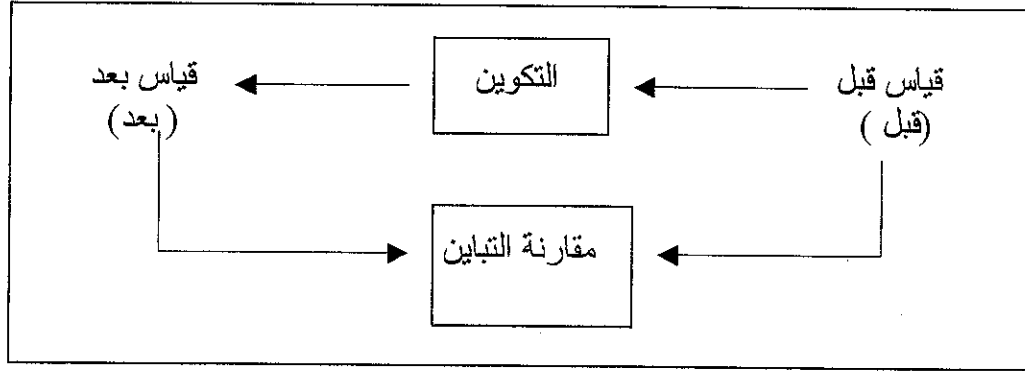 قياس قبل
(قبل )
التكوين
قياس بعد
(بعد)
مقارنة التباين